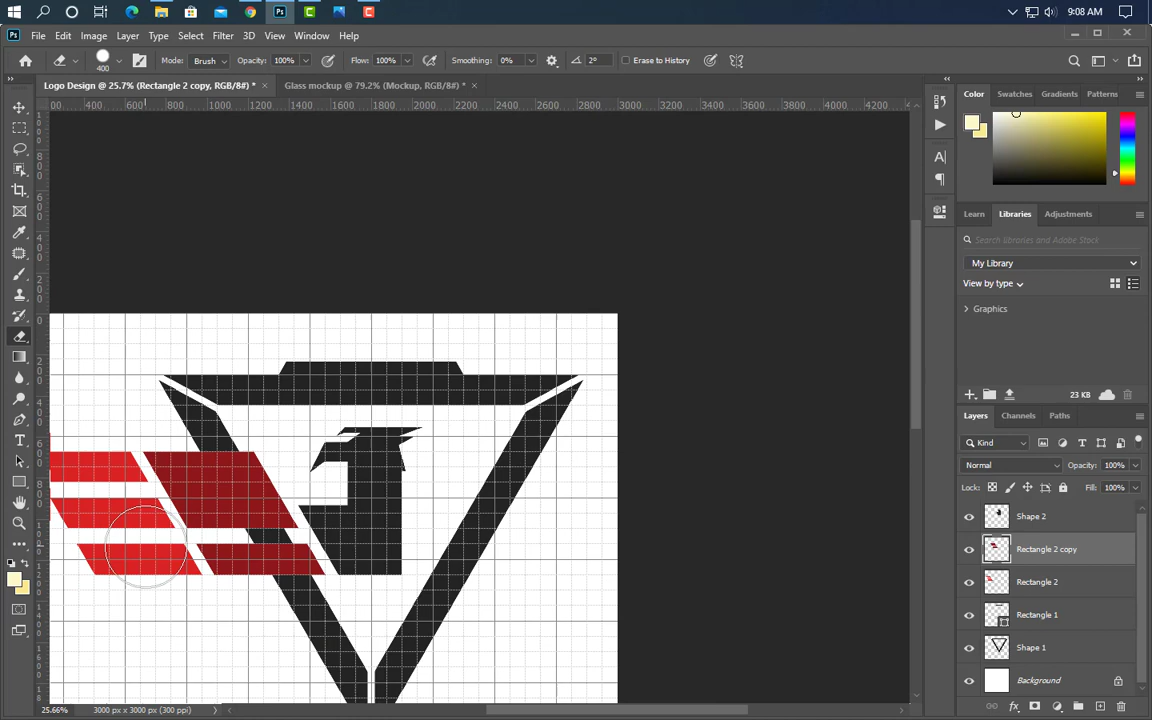 9:08 AM
Ps File Edit Image Layer Type Select Filter 3D View Window Help
400 Mode: Brush Opacity: 100% Flow: 100% Smoothing: 0% 2° Erase to History
Logo Design @ 25.7% (Rectangle 2 copy, RGB/8#) * × Glass mockup @ 79.2% (Mockup, RGB/8#) * ×
00 400 600 800 1000 1200 1400 1600 1800 2000 2200 2400 2600 2800 3000 3200 3400 3600 3800 4000 4200
Color Swatches Gradients Patterns
Learn Libraries Adjustments
Search libraries and Adobe Stock
My Library
View by type
Graphics
23 KB
Layers Channels Paths
Kind
Normal Opacity: 100%
Lock: Fill: 100%
Shape 2
Rectangle 2 copy
Rectangle 2
Rectangle 1
Shape 1
Background
25.66% 3000 px x 3000 px (300 ppi)